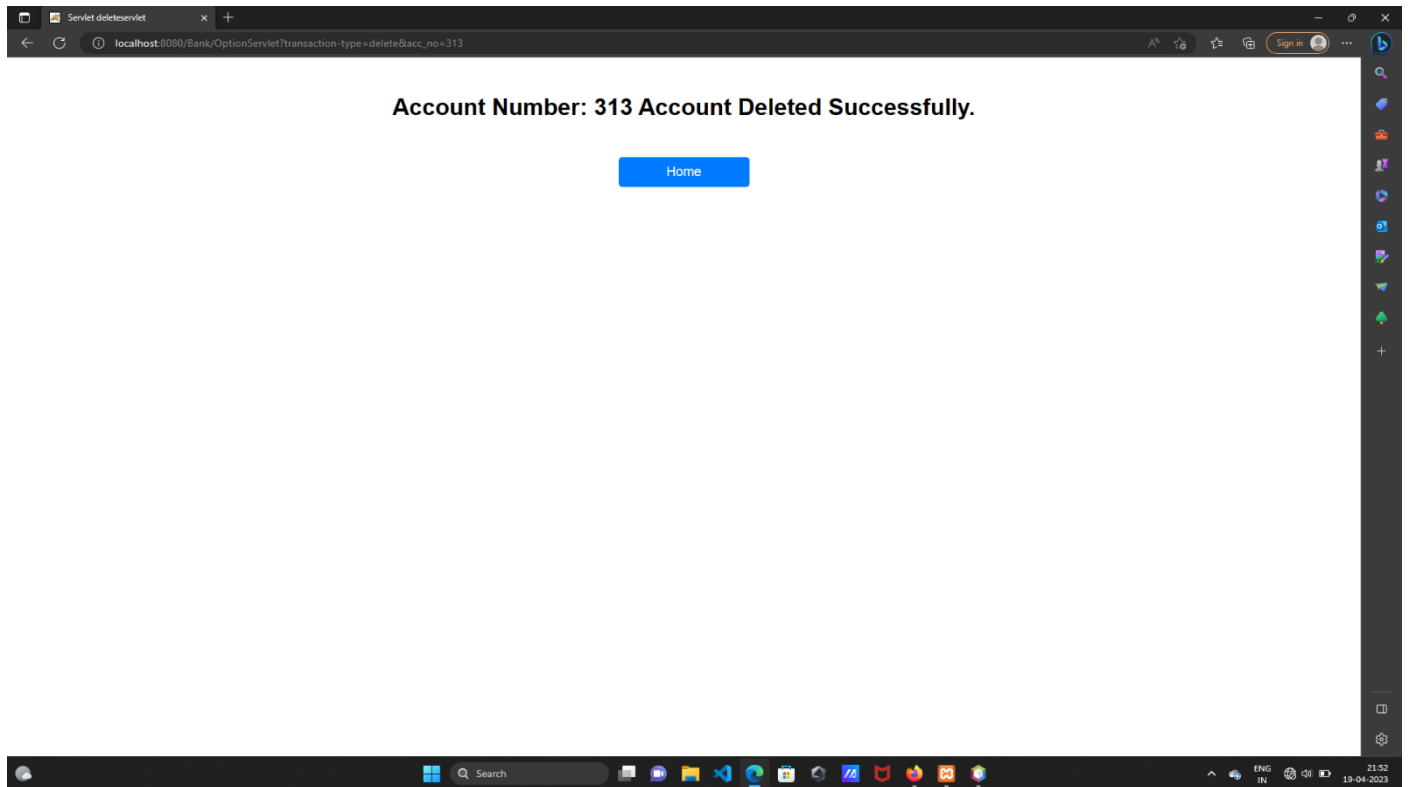 Servlet deleteservlet
localhost:8080/Bank/OptionServlet?transaction-type=delete&acc_no=313
Sign in
Account Number: 313 Account Deleted Successfully.
Home
Search
ENG
IN
21:52
19-04-2023